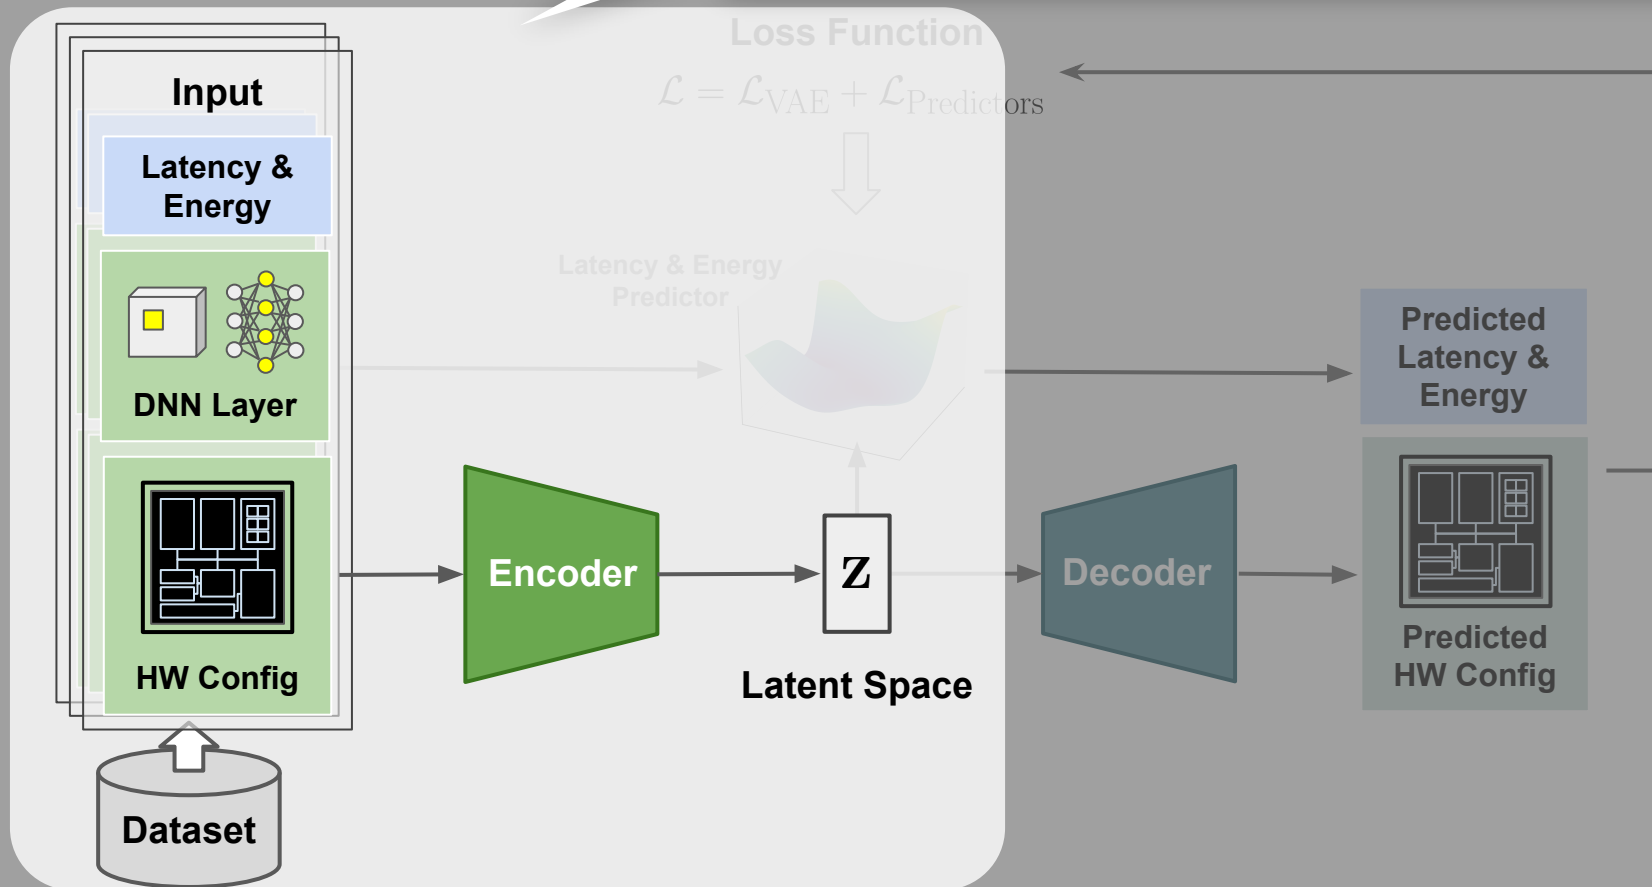 Loss Function
ℒ = ℒVAE + ℒPredictors
Input
Latency &
Energy
DNN Layer
HW Config
Dataset
Latency & Energy
Predictor
Encoder
Z
Latent Space
Decoder
Predicted
Latency &
Energy
Predicted
HW Config